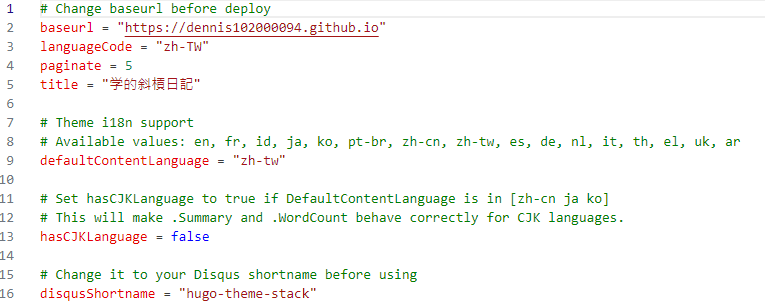 1 # Change baseurl before deploy
2 baseurl = "https://dennis102000094.github.io"
3 languageCode = "zh-TW"
4 paginate = 5
5 title = "学的斜槓日記"
6
7 # Theme i18n support
8 # Available values: en, fr, id, ja, ko, pt-br, zh-cn, zh-tw, es, de, nl, it, th, el, uk, ar
9 defaultContentLanguage = "zh-tw"
10
11 # Set hasCJKLanguage to true if DefaultContentLanguage is in [zh-cn ja ko]
12 # This will make .Summary and .WordCount behave correctly for CJK languages.
13 hasCJKLanguage = false
14
15 # Change it to your Disqus shortname before using
16 disqusShortname = "hugo-theme-stack"